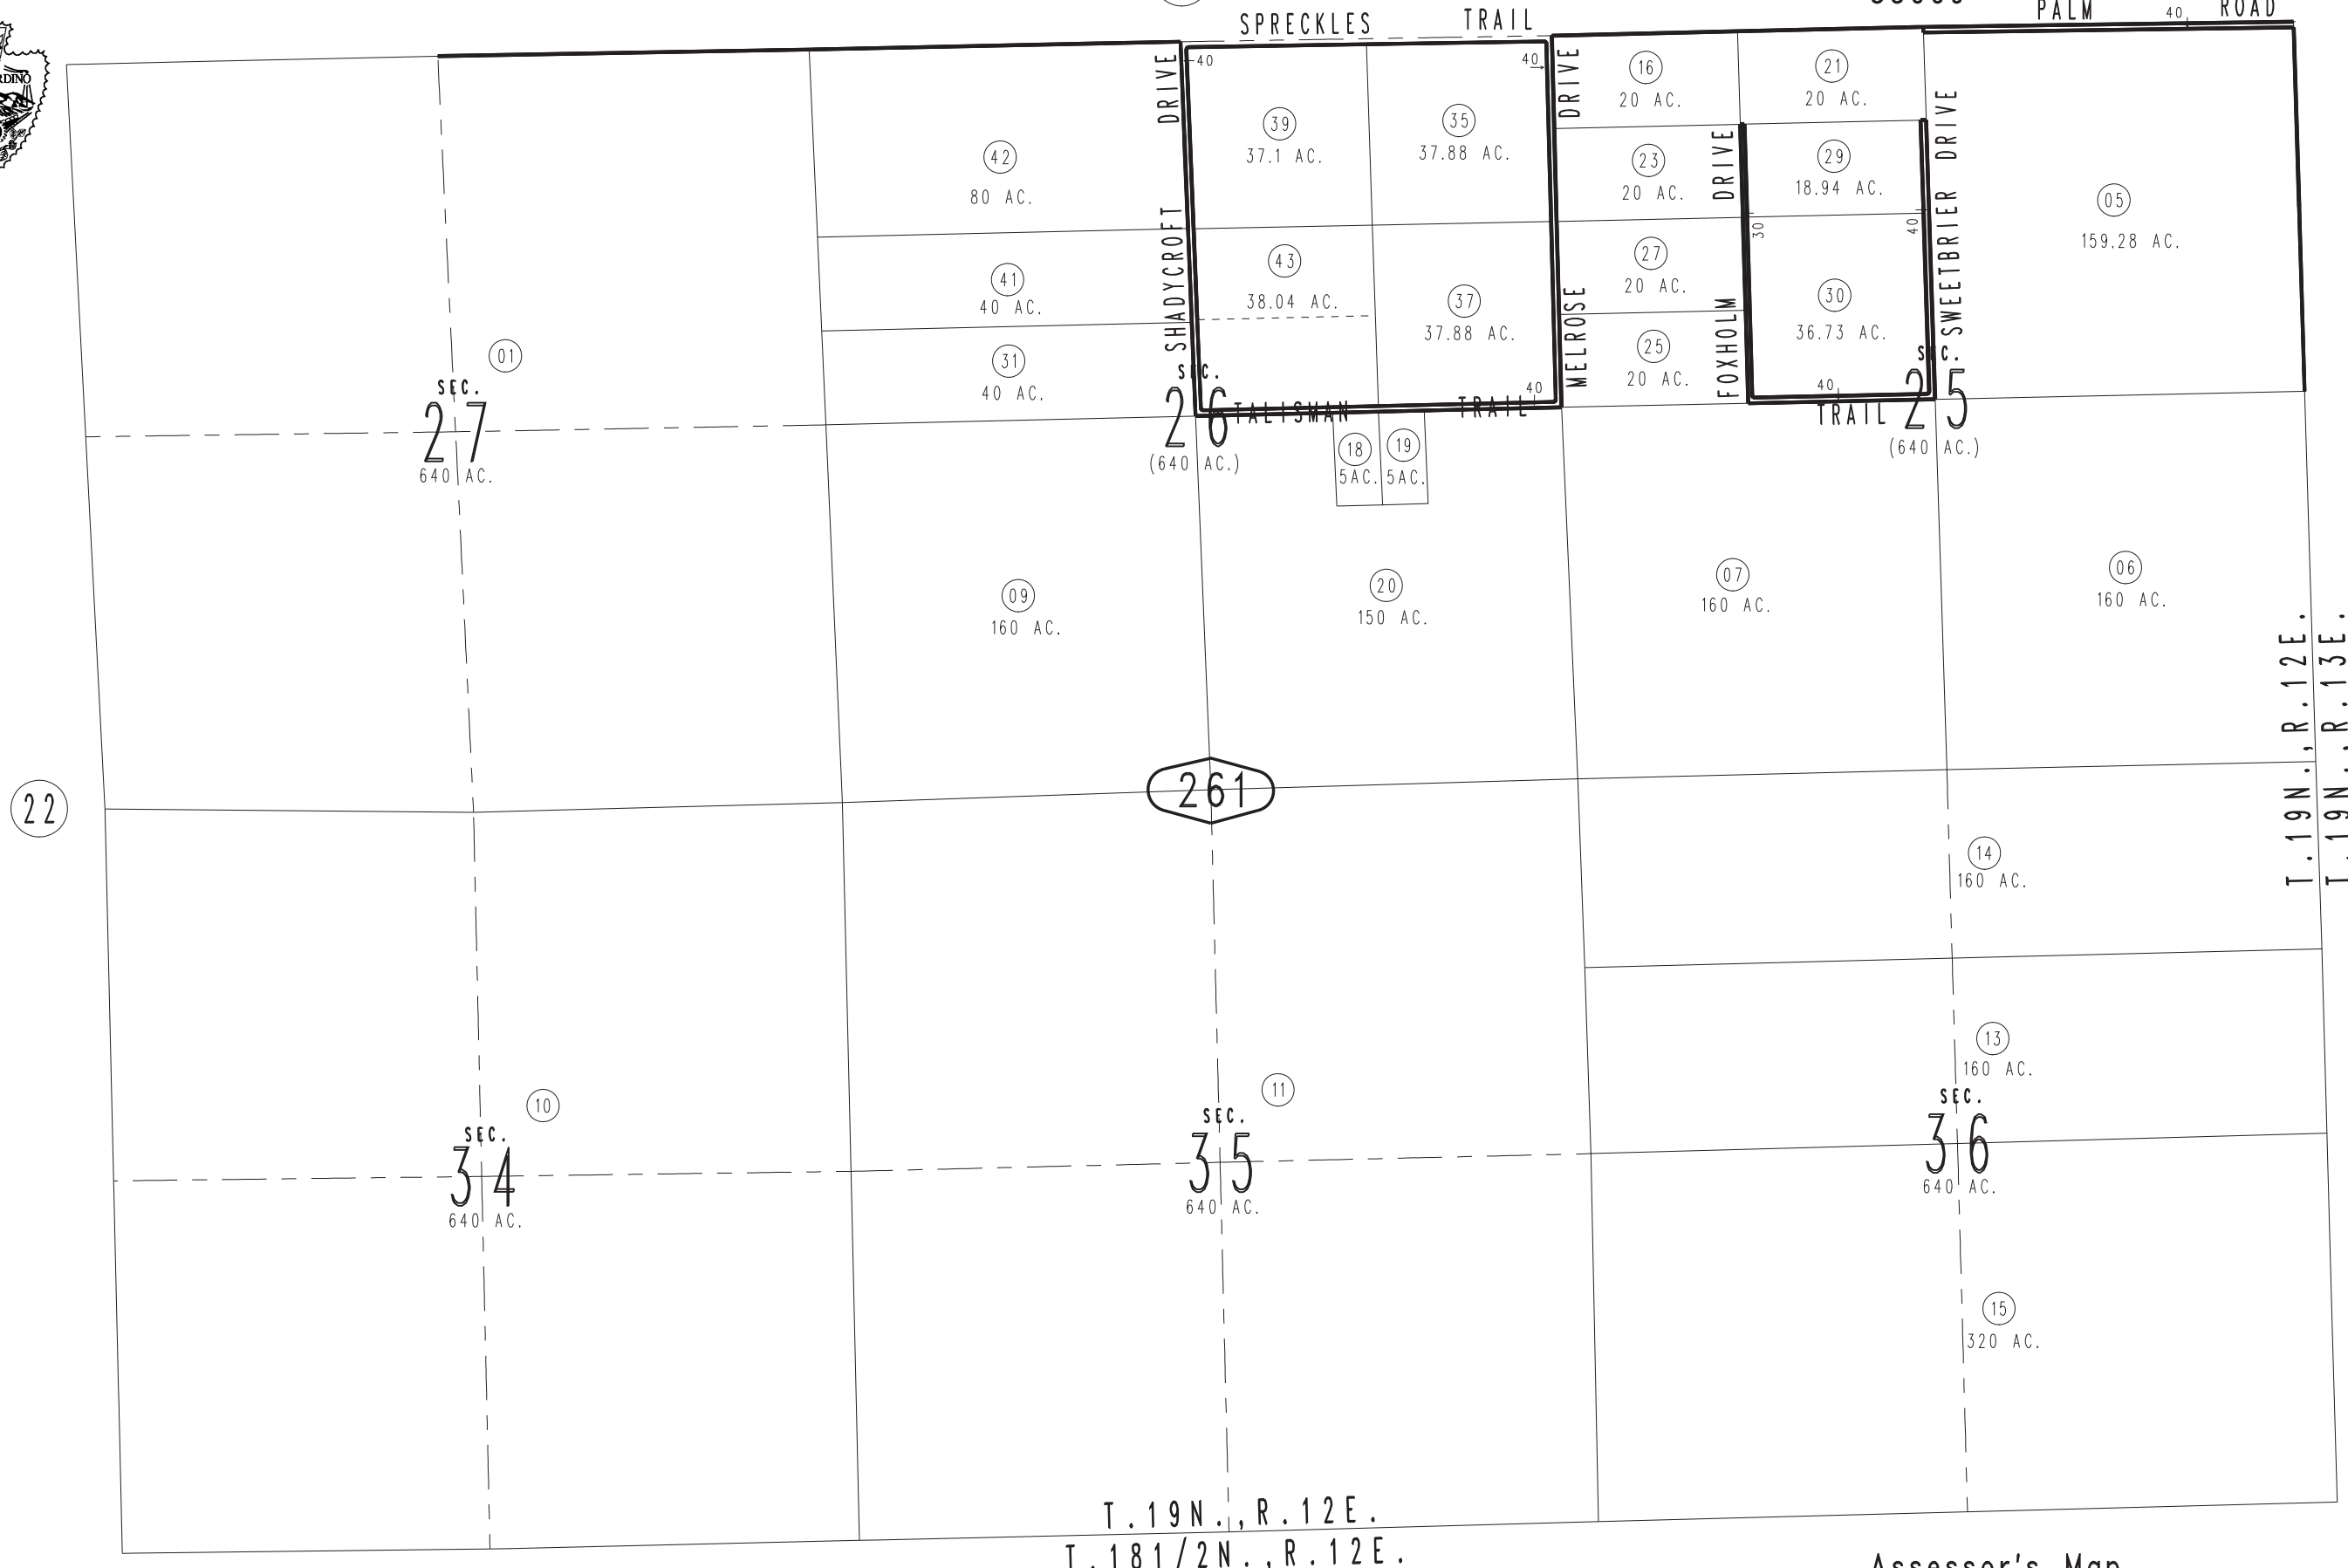 SPRECKLES TRAIL
PALM 40 ROAD
RDINO
DRIVE
40
40
DRIVE
16
20 AC.
21
20 AC.
39
37.1 AC.
35
37.88 AC.
42
80 AC.
23
20 AC.
DRIVE
29
18.94 AC.
SWEETBRIER DRIVE
05
159.28 AC.
SHADYCROFT
43
38.04 AC.
37
37.88 AC.
MELROSE
27
20 AC.
30
40
30
36.73 AC.
41
40 AC.
31
40 AC.
25
20 AC.
FOXHOLM
01
SEC.
27
640 AC.
SEC.
26
(640 AC.)
TALISMAN TRAIL
40
40
TRAIL
SEC.
25
(640 AC.)
18
5AC.
19
5AC.
09
160 AC.
20
150 AC.
07
160 AC.
06
160 AC.
T.19N.,R.12E.
T.19N.,R.13E.
22
261
14
160 AC.
13
160 AC.
10
SEC.
34
640 AC.
11
SEC.
35
640 AC.
SEC.
36
640 AC.
15
320 AC.
T.19N.,R.12E.
T.181/2N.,R.12E.
Assessor's Map